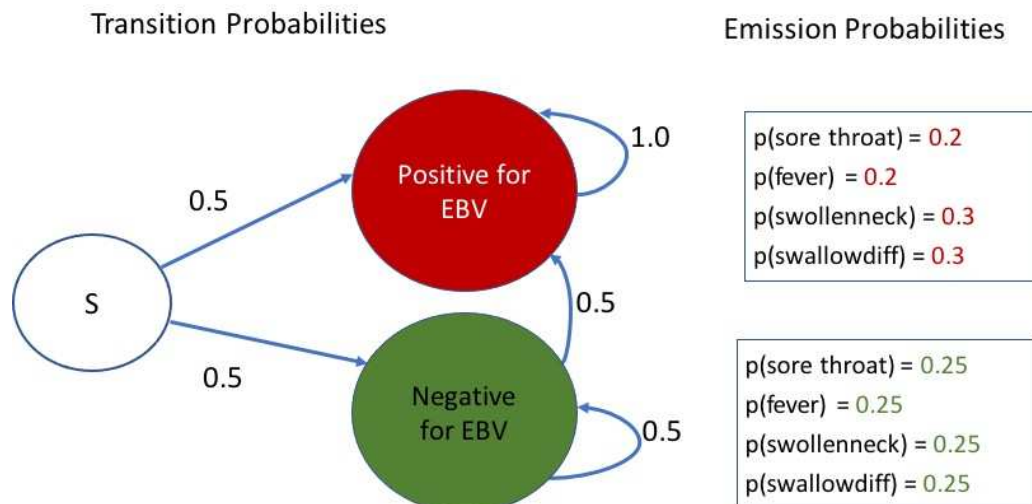 Transition Probabilities
Emission Probabilities
S
0.5
0.5
Positive for
EBV
1.0
0.5
Negative
for EBV
0.5
p(sore throat) = 0.2
p(fever) = 0.2
p(swollenneck) = 0.3
p(swallowdiff) = 0.3
p(sore throat) = 0.25
p(fever) = 0.25
p(swollenneck) = 0.25
p(swallowdiff) = 0.25